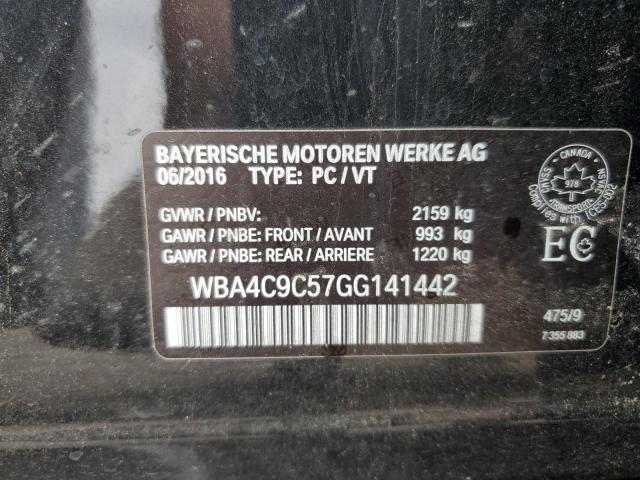 BAYERISCHE MOTOREN WERKE AG
06/2016 TYPE: PC / VT
GVWR / PNBV: 2159 kg
GAWR / PNBE: FRONT / AVANT 993 kg
GAWR / PNBE: REAR / ARRIERE 1220 kg
WBA4C9C57GG141442
475/9
7 355 883
CANADA
978
TRANSPORT
EC